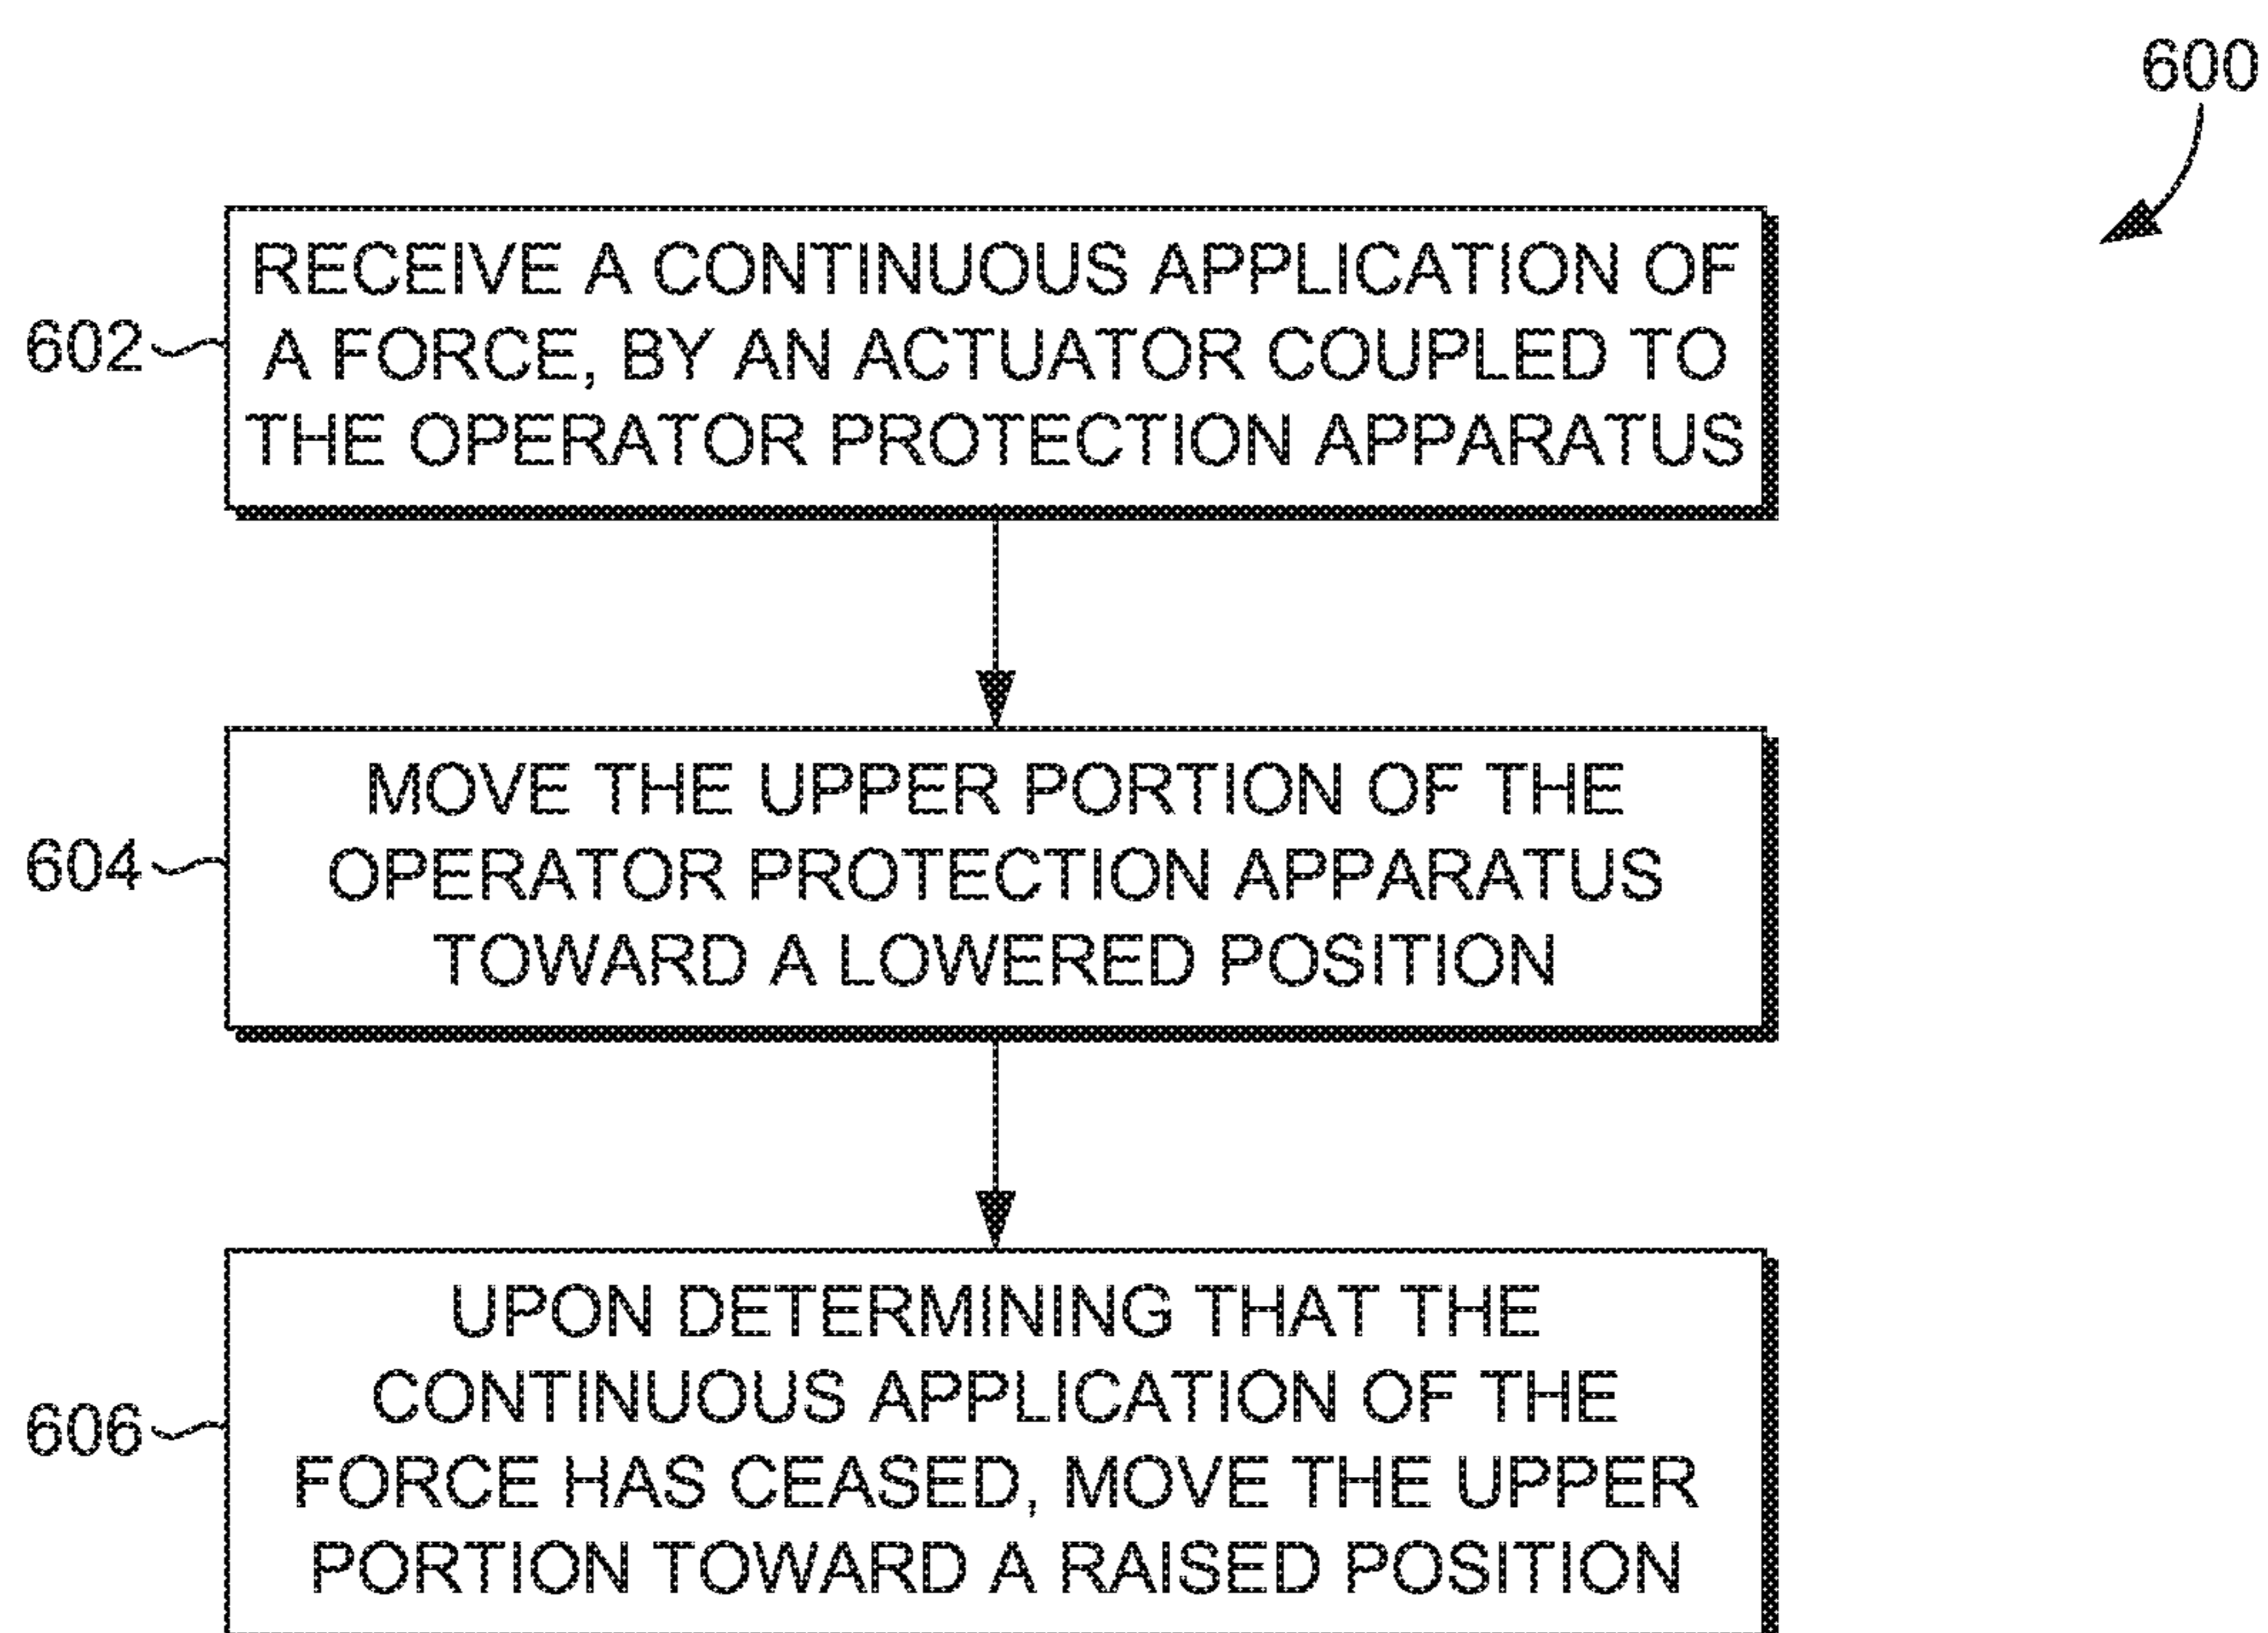 600
602
RECEIVE A CONTINUOUS APPLICATION OF
A FORCE, BY AN ACTUATOR COUPLED TO
THE OPERATOR PROTECTION APPARATUS
604
MOVE THE UPPER PORTION OF THE
OPERATOR PROTECTION APPARATUS
TOWARD A LOWERED POSITION
606
UPON DETERMINING THAT THE
CONTINUOUS APPLICATION OF THE
FORCE HAS CEASED, MOVE THE UPPER
PORTION TOWARD A RAISED POSITION